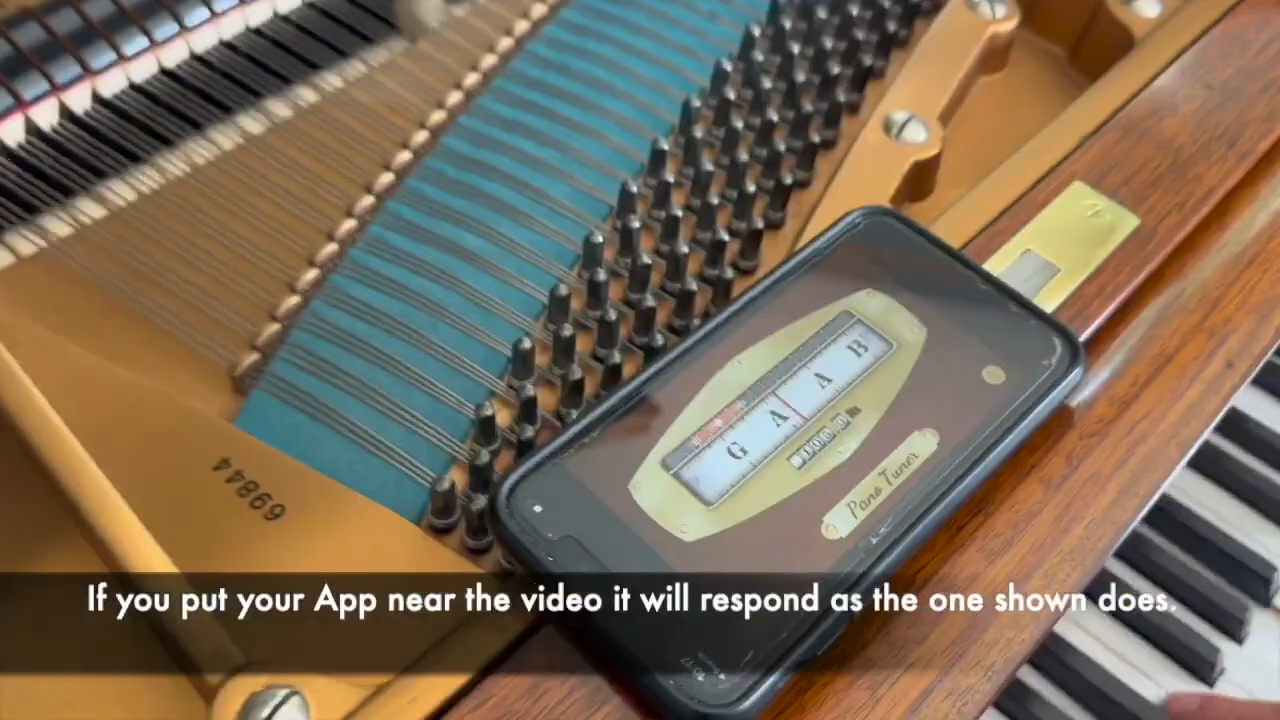 69844
G A A B
Pano Tuner
If you put your App near the video it will respond as the one shown does.